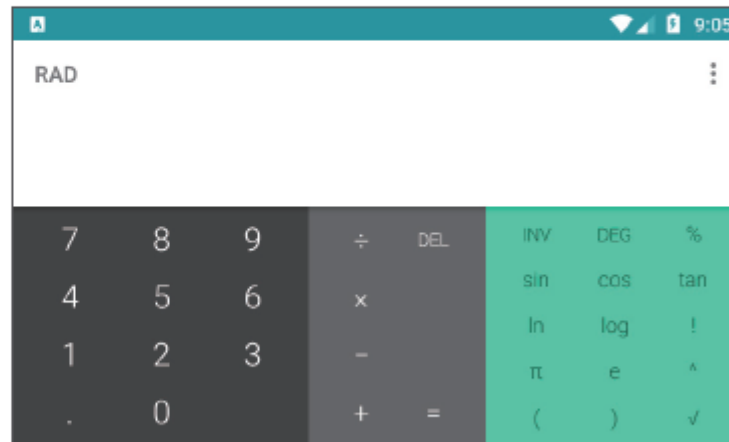 A 9:05
RAD
7 8 9 ÷ DEL INV DEG %
4 5 6 × sin cos tan
1 2 3 − ln log !
. 0 + = π e ^
( ) √